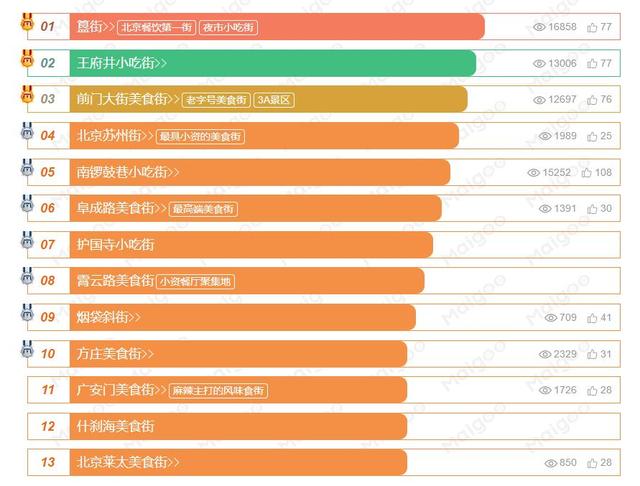 01 簋街>> 北京餐饮第一街 夜市小吃街 16858 77
02 王府井小吃街>> 13006 77
03 前门大街美食街>> 老字号美食街 3A景区 12697 76
04 北京苏州街>> 最具小资的美食街 1989 25
05 南锣鼓巷小吃街>> 15252 108
06 阜成路美食街>> 最高端美食街 1391 30
07 护国寺小吃街
08 霄云路美食街 小资餐厅聚集地
09 烟袋斜街>> 709 41
10 方庄美食街>> 2329 31
11 广安门美食街>> 麻辣主打的风味食街 1726 28
12 什刹海美食街
13 北京莱太美食街>> 850 28
Maigoo